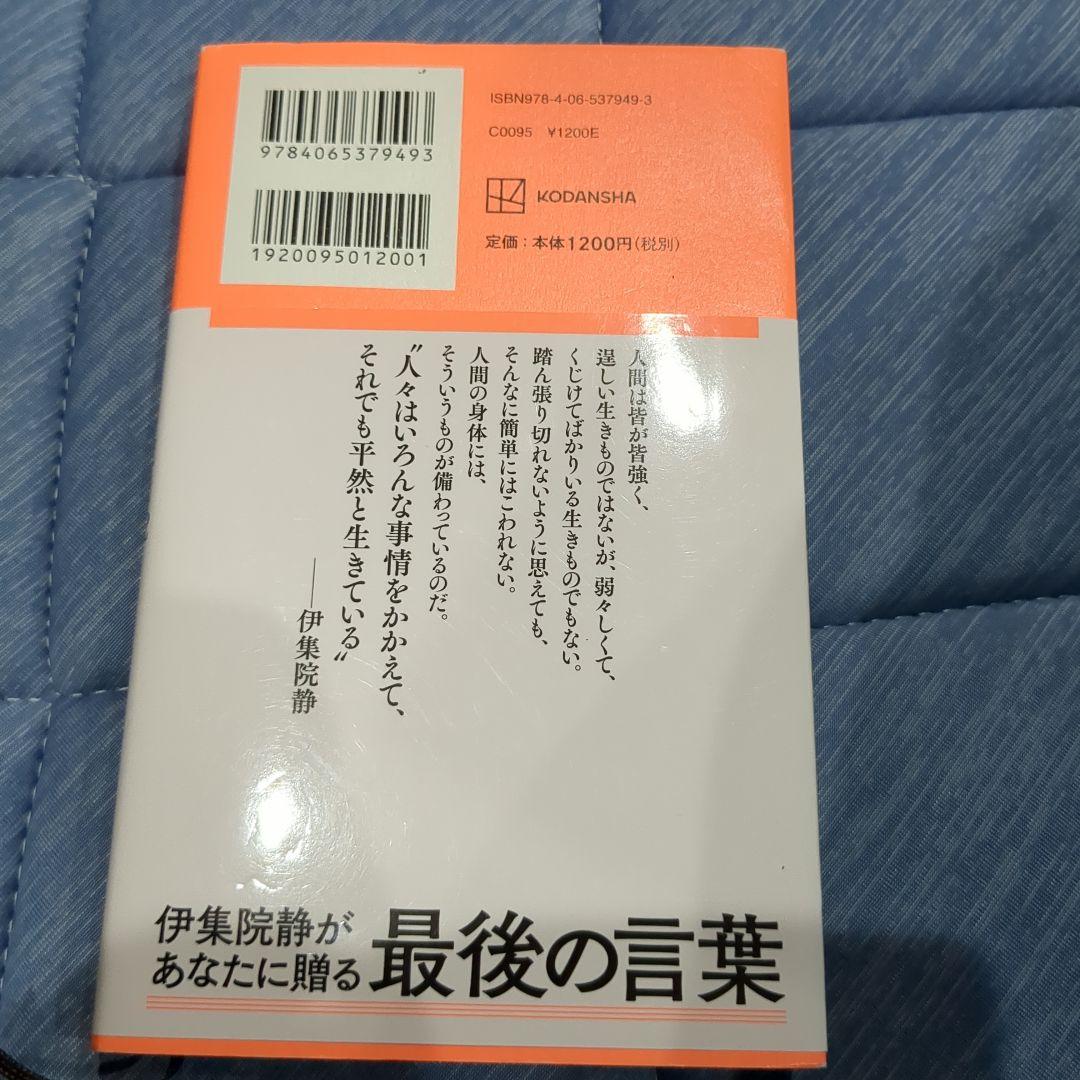 9784065379493
1920095012001
ISBN978-4-06-537949-3
C0095 ¥1200E
KODANSHA
定価：本体1200円（税別）
人間は皆が皆強く、
逞しい生きものではないが、弱々しくて、
くじけてばかりいる生きものでもない。
踏ん張り切れないように思えても、
そんなに簡単にはこわれない。
人間の身体には、
そういうものが備わっているのだ。
〝人々はいろんな事情をかかえて、
それでも平然と生きている〟
――伊集院静
伊集院静が
あなたに贈る
最後の言葉